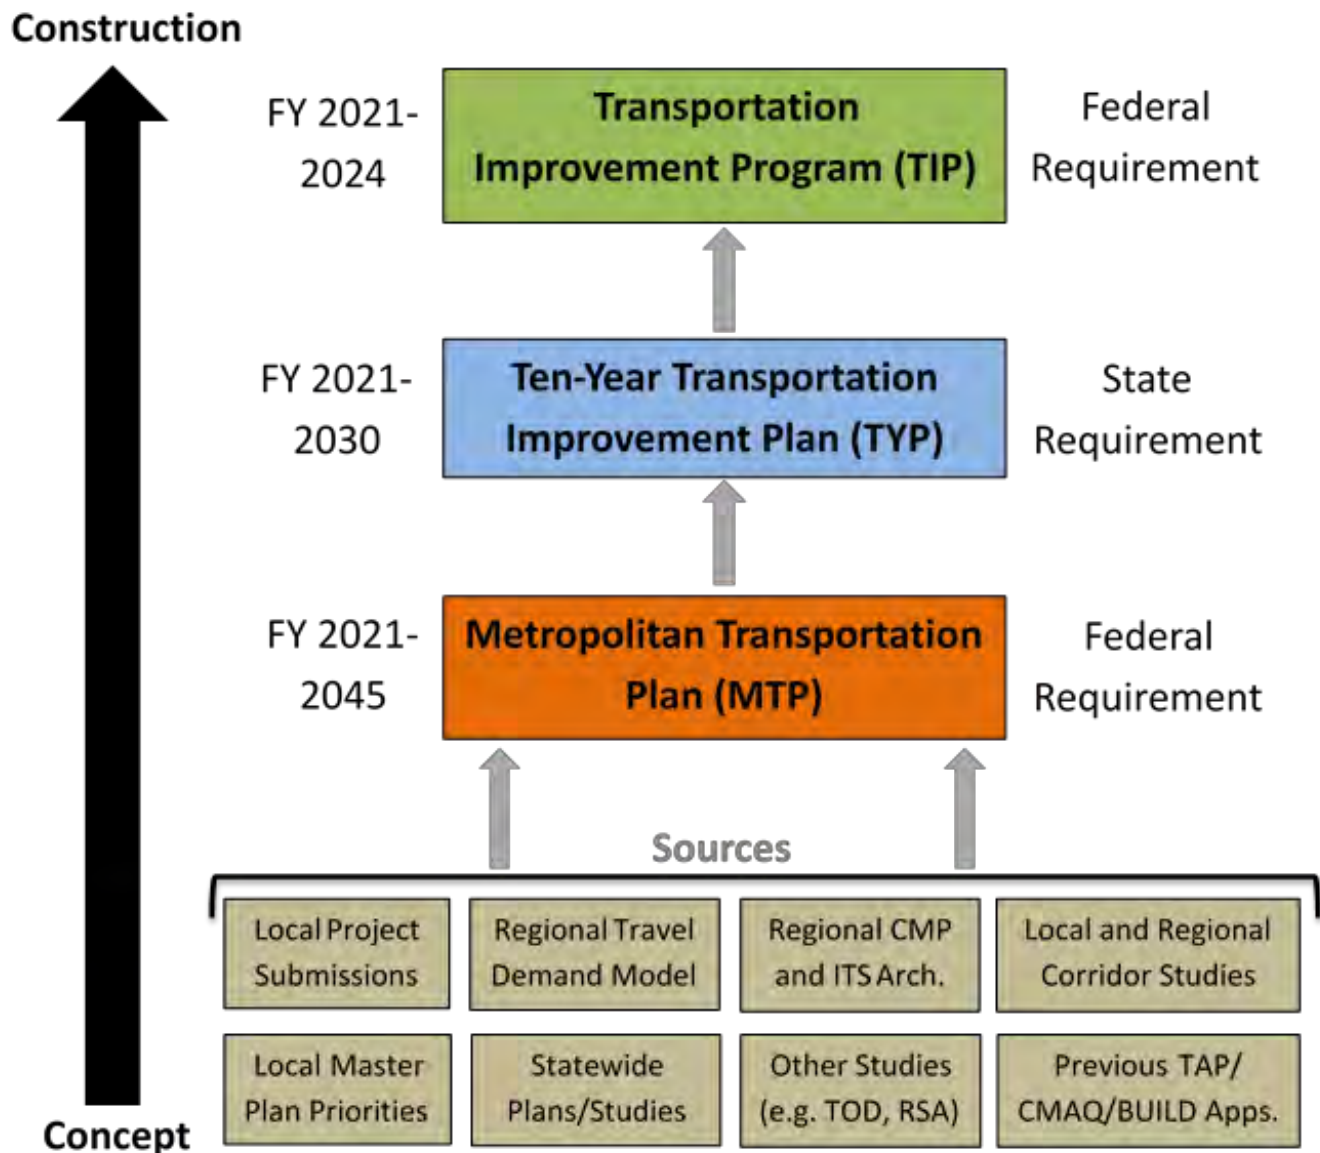 Construction
FY 2021-
2024
Transportation
Improvement Program (TIP)
Federal
Requirement
FY 2021-
2030
Ten-Year Transportation
Improvement Plan (TYP)
State
Requirement
FY 2021-
2045
Metropolitan Transportation
Plan (MTP)
Federal
Requirement
Sources
Local Project
Submissions
Regional Travel
Demand Model
Regional CMP
and ITS Arch.
Local and Regional
Corridor Studies
Local Master
Plan Priorities
Statewide
Plans/Studies
Other Studies
(e.g. TOD, RSA)
Previous TAP/
CMAQ/BUILD Apps.
Concept